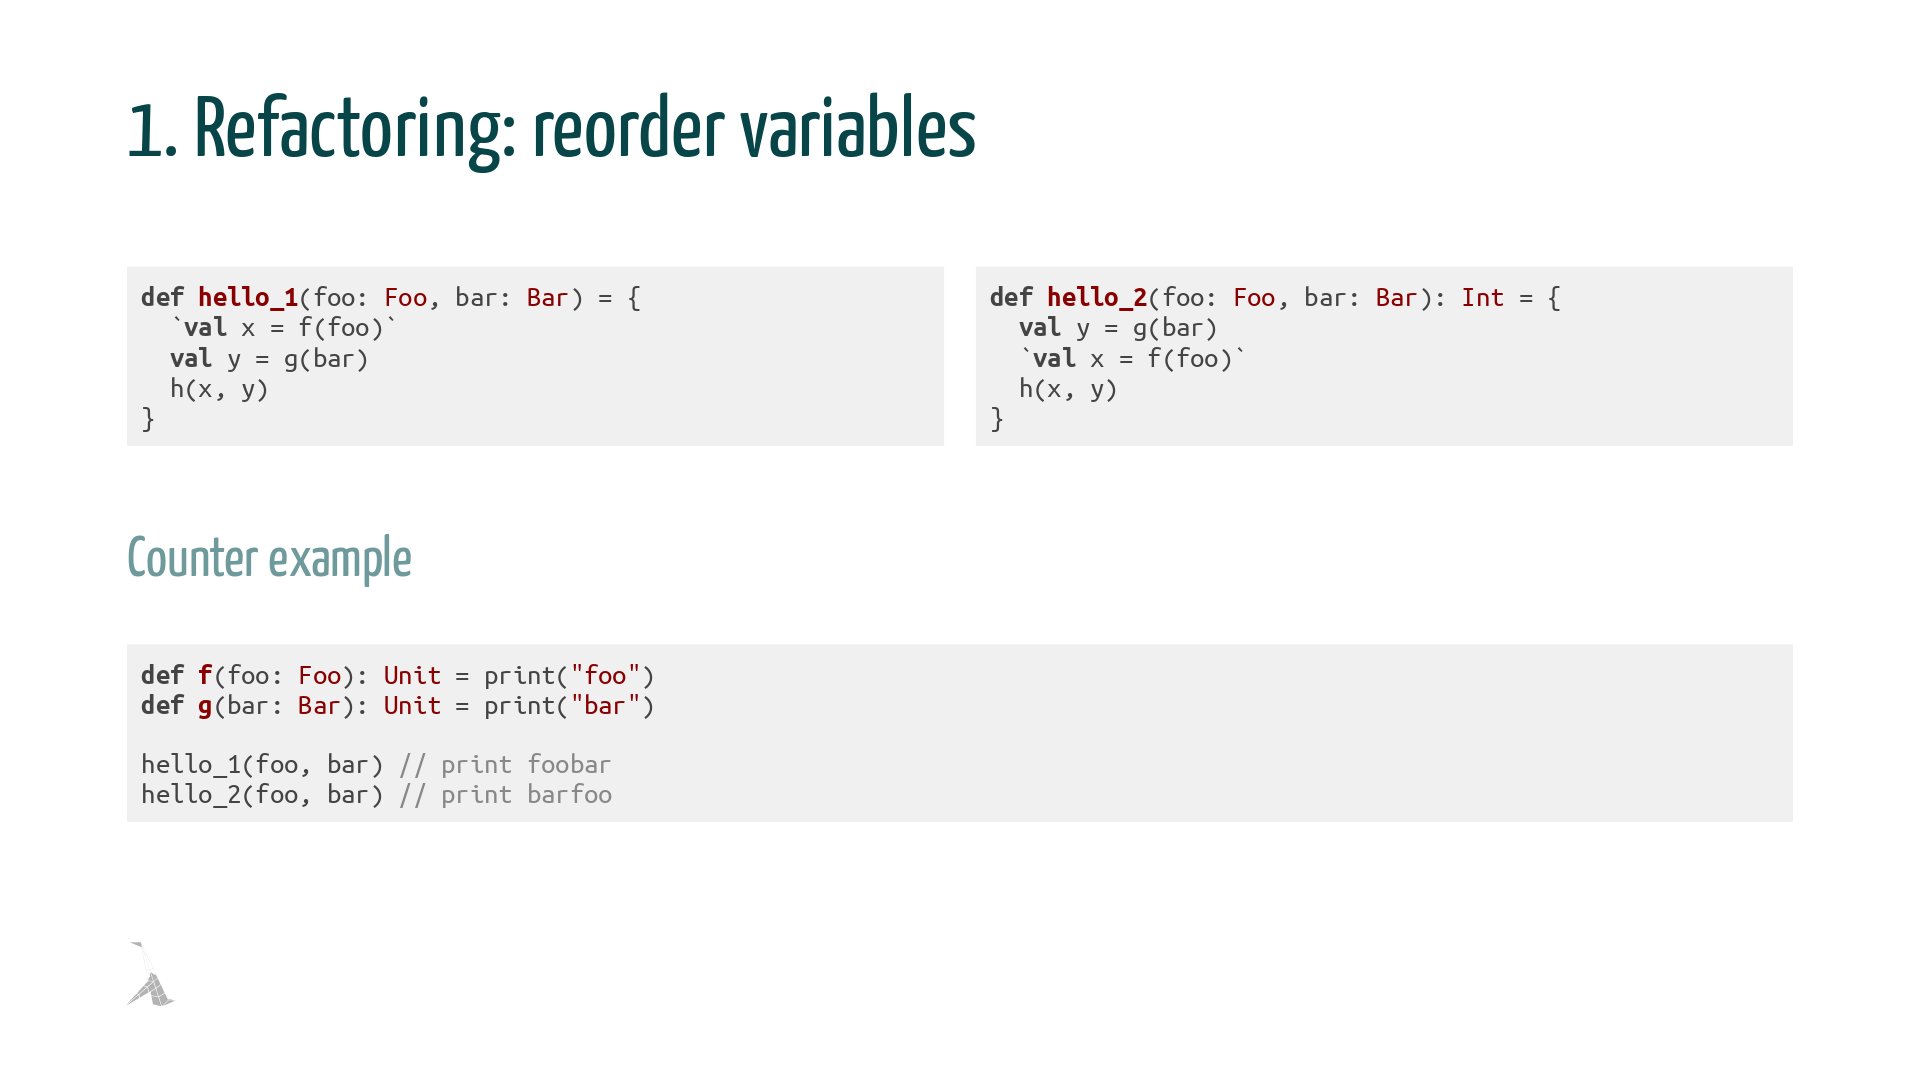 1. Refactoring: reorder variables
def hello_1(foo: Foo, bar: Bar) = {
  `val x = f(foo)`
  val y = g(bar)
  h(x, y)
}
def hello_2(foo: Foo, bar: Bar): Int = {
  val y = g(bar)
  `val x = f(foo)`
  h(x, y)
}
Counter example
def f(foo: Foo): Unit = print("foo")
def g(bar: Bar): Unit = print("bar")
hello_1(foo, bar) // print foobar
hello_2(foo, bar) // print barfoo